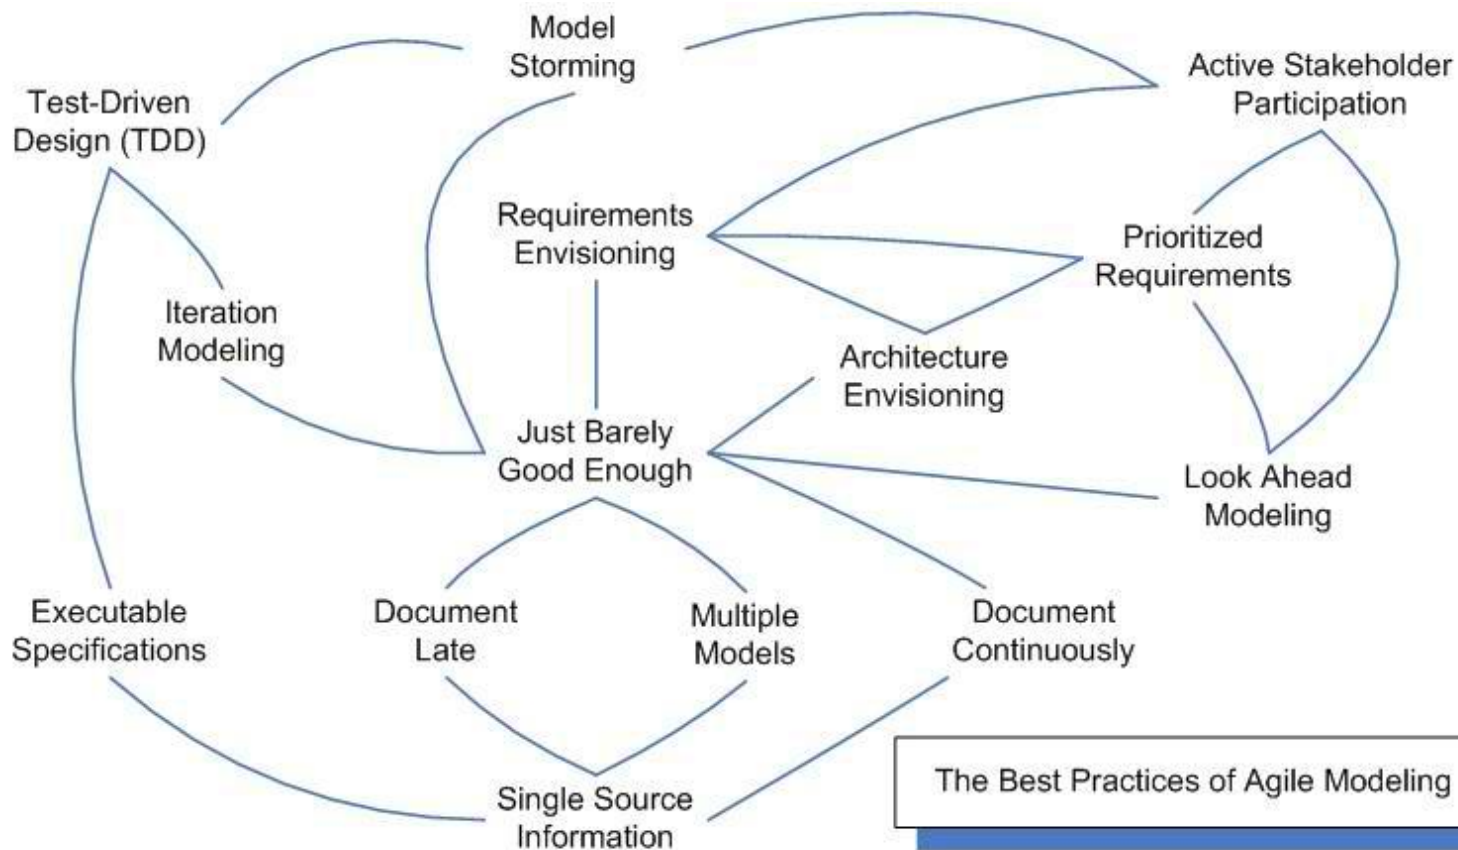 Model
Storming
Active Stakeholder
Participation
Test-Driven
Design (TDD)
Requirements
Envisioning
Prioritized
Requirements
Iteration
Modeling
Architecture
Envisioning
Just Barely
Good Enough
Look Ahead
Modeling
Executable
Specifications
Document
Late
Multiple
Models
Document
Continuously
Single Source
Information
The Best Practices of Agile Modeling